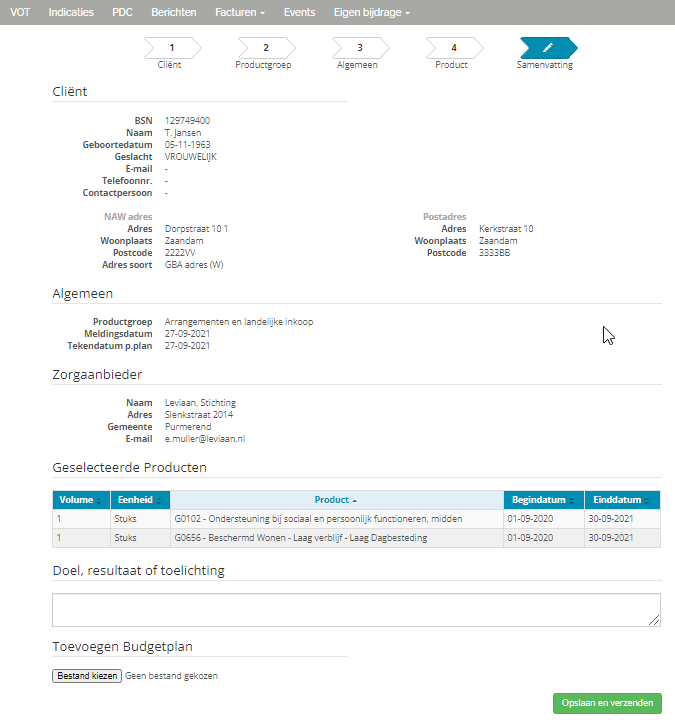 VOT Indicaties PDC Berichten Facturen Events Eigen bijdrage
1 2 3 4
Cliënt Productgroep Algemeen Product Samenvatting
Cliënt
BSN 129749400
Naam T. Jansen
Geboortedatum 05-11-1963
Geslacht VROUWELIJK
E-mail -
Telefoonnr. -
Contactpersoon -
NAW adres Postadres
Adres Dorpstraat 10 1 Adres Kerkstraat 10
Woonplaats Zaandam Woonplaats Zaandam
Postcode 2222VV Postcode 3333BB
Adres soort GBA adres (W)
Algemeen
Productgroep Arrangementen en landelijke inkoop
Meldingsdatum 27-09-2021
Tekendatum p.plan 27-09-2021
Zorgaanbieder
Naam Leviaan, Stichting
Adres Slenkstraat 2014
Gemeente Purmerend
E-mail e.muller@leviaan.nl
Geselecteerde Producten
Volume Eenheid Product Begindatum Einddatum
1 Stuks G0102 - Ondersteuning bij sociaal en persoonlijk functioneren, midden 01-09-2020 30-09-2021
1 Stuks G0656 - Beschermd Wonen - Laag verblijf - Laag Dagbesteding 01-09-2020 30-09-2021
Doel, resultaat of toelichting
Toevoegen Budgetplan
Bestand kiezen Geen bestand gekozen
Opslaan en verzenden